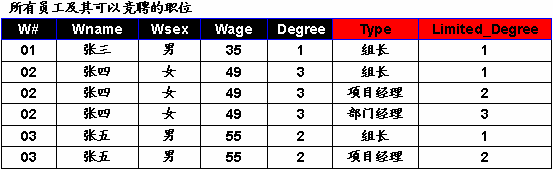 所有员工及其可以竞聘的职位
W# Wname Wsex Wage Degree Type Limited_Degree
01 张三 男 35 1 组长 1
02 张四 女 49 3 组长 1
02 张四 女 49 3 项目经理 2
02 张四 女 49 3 部门经理 3
03 张五 男 55 2 组长 1
03 张五 男 55 2 项目经理 2